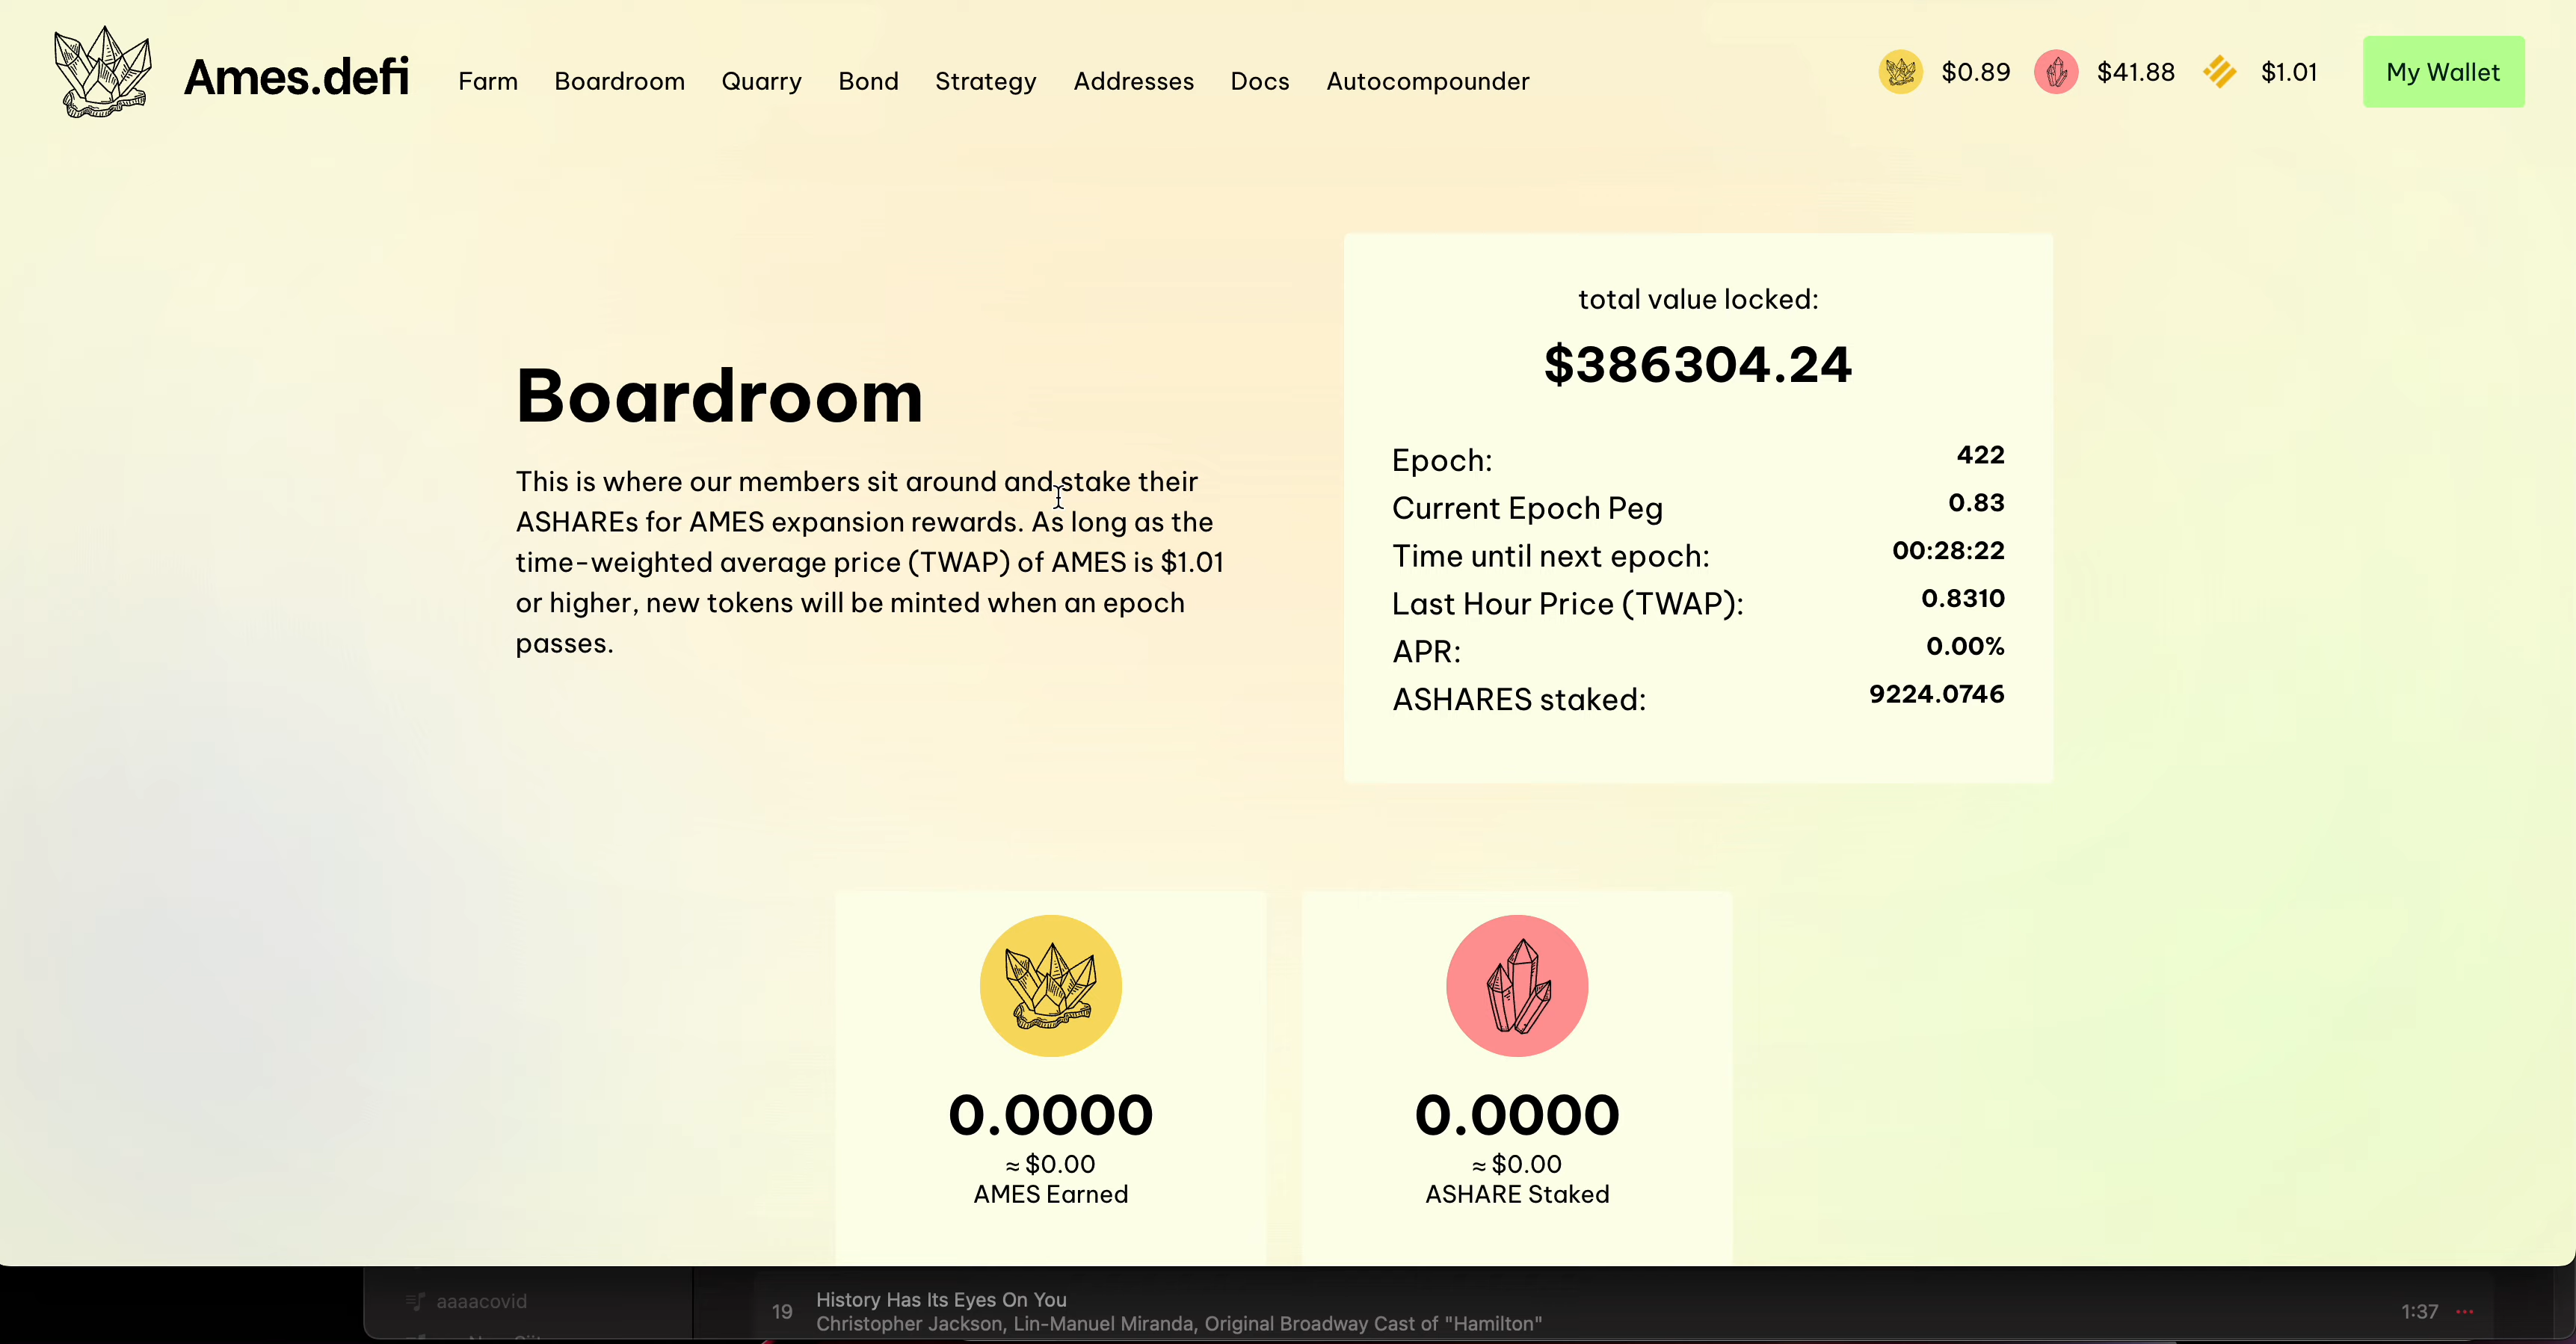 Ames.defi
Farm
Boardroom
Quarry
Bond
Strategy
Addresses
Docs
Autocompounder
$0.89
$41.88
$1.01
My Wallet
Boardroom
This is where our members sit around and stake their
ASHAREs for AMES expansion rewards. As long as the
time-weighted average price (TWAP) of AMES is $1.01
or higher, new tokens will be minted when an epoch
passes.
total value locked:
$386304.24
Epoch: 422
Current Epoch Peg 0.83
Time until next epoch: 00:28:22
Last Hour Price (TWAP): 0.8310
APR: 0.00%
ASHARES staked: 9224.0746
0.0000
≈ $0.00
AMES Earned
0.0000
≈ $0.00
ASHARE Staked
aaaacovid
19
History Has Its Eyes On You
Christopher Jackson, Lin-Manuel Miranda, Original Broadway Cast of "Hamilton"
1:37